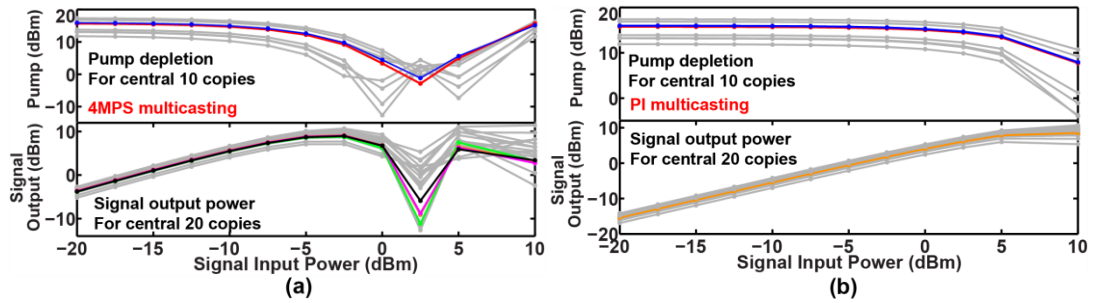 Pump (dBm)
20
10
0
−10
Pump depletion
For central 10 copies
4MPS multicasting
Signal
Output (dBm)
10
0
−10
Signal output power
For central 20 copies
−20 −15 −10 −5 0 5 10
Signal Input Power (dBm)
(a)
Pump (dBm)
20
10
0
Pump depletion
For central 10 copies
PI multicasting
Signal
Output (dBm)
10
0
−10
−20
Signal output power
For central 20 copies
−20 −15 −10 −5 0 5 10
Signal Input Power (dBm)
(b)